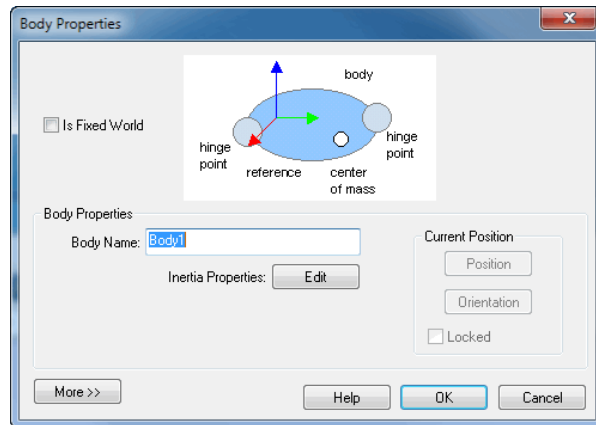 Body Properties
body
Is Fixed World
hinge
point
hinge
point
reference
center
of mass
Body Properties
Body Name: Body1
Inertia Properties: Edit
Current Position
Position
Orientation
Locked
More >>
Help
OK
Cancel